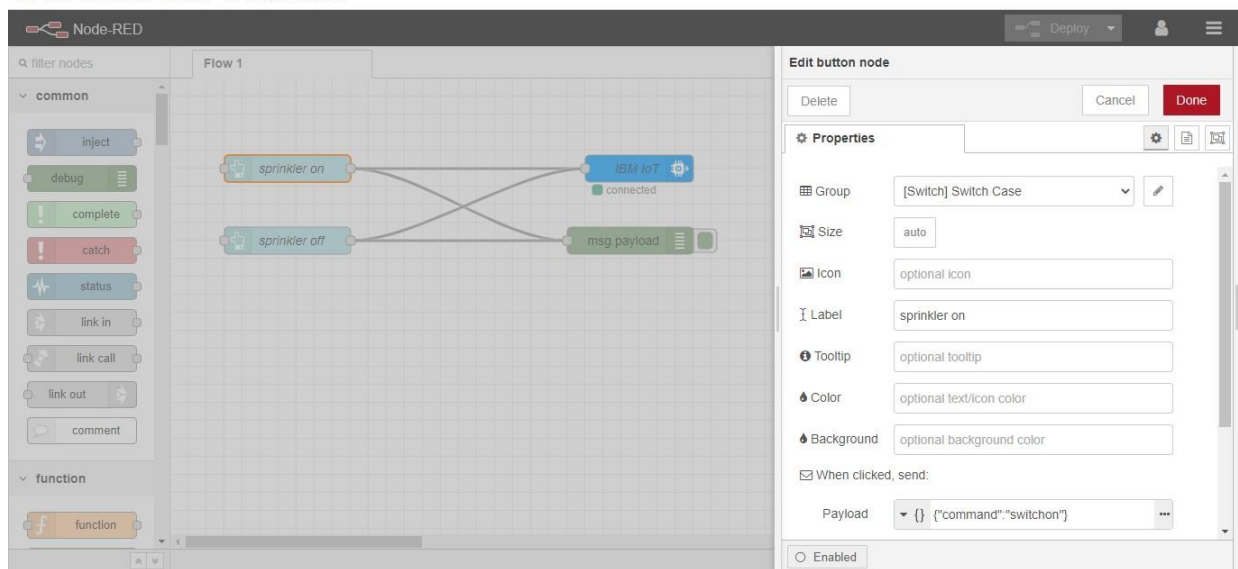 Node-RED
Deploy
filter nodes
Flow 1
Edit button node
common
Delete
Cancel
Done
Properties
inject
debug
complete
catch
status
link in
link call
link out
comment
function
function
sprinkler on
IBM IoT
connected
sprinkler off
msg.payload
Group
[Switch] Switch Case
Size
auto
Icon
optional icon
Label
sprinkler on
Tooltip
optional tooltip
Color
optional text/icon color
Background
optional background color
When clicked, send:
Payload
{} {"command":"switchon"}
Enabled